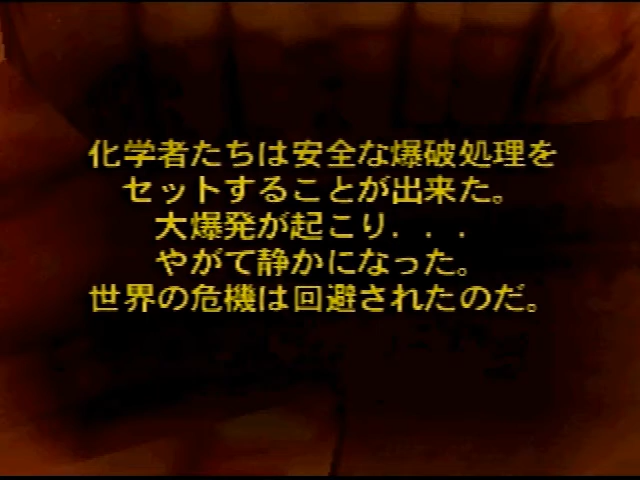 化学者たちは安全な爆破処理を
セットすることが出来た。
大爆発が起こり．．．
やがて静かになった。
世界の危機は回避されたのだ。